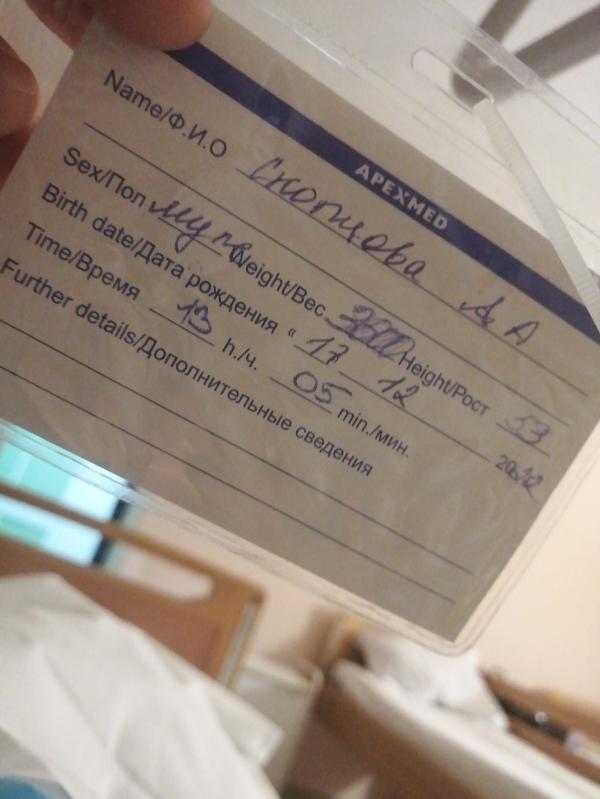 APEXMED
Name/Ф.И.О Скопцова А А
Sex/Пол муж Weight/Вес Height/Рост 53
Birth date/Дата рождения “ 17 12
Time/Время 13 h./ч. 05 min./мин.
Further details/Дополнительные сведения